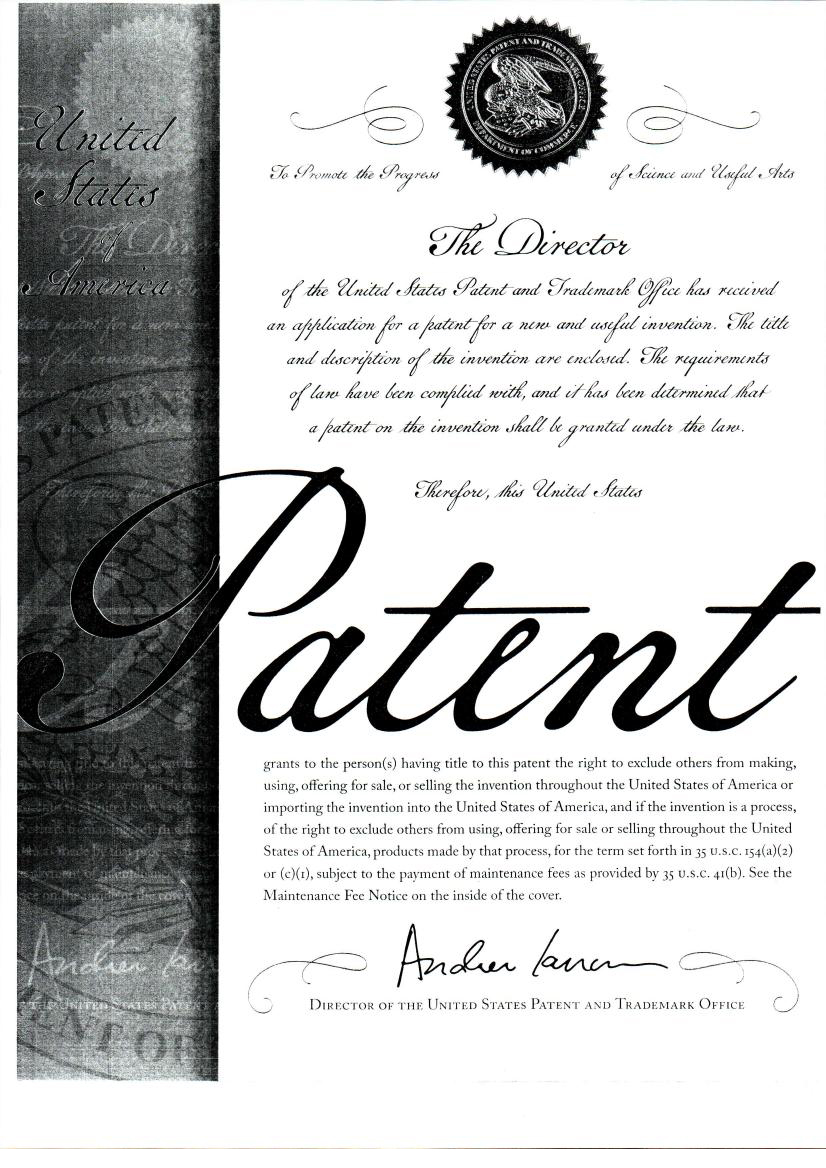 UNITED STATES PATENT AND TRADEMARK OFFICE
DEPARTMENT OF COMMERCE
United
States
of
America
To Promote the Progress
of Science and Useful Arts
The Director
of the United States Patent and Trademark Office has received
an application for a patent for a new and useful invention. The title
and description of the invention are enclosed. The requirements
of law have been complied with, and it has been determined that
a patent on the invention shall be granted under the law.
Therefore, this United States
Patent
grants to the person(s) having title to this patent the right to exclude others from making,
using, offering for sale, or selling the invention throughout the United States of America or
importing the invention into the United States of America, and if the invention is a process,
of the right to exclude others from using, offering for sale or selling throughout the United
States of America, products made by that process, for the term set forth in 35 U.S.C. 154(a)(2)
or (c)(1), subject to the payment of maintenance fees as provided by 35 U.S.C. 41(b). See the
Maintenance Fee Notice on the inside of the cover.
DIRECTOR OF THE UNITED STATES PATENT AND TRADEMARK OFFICE